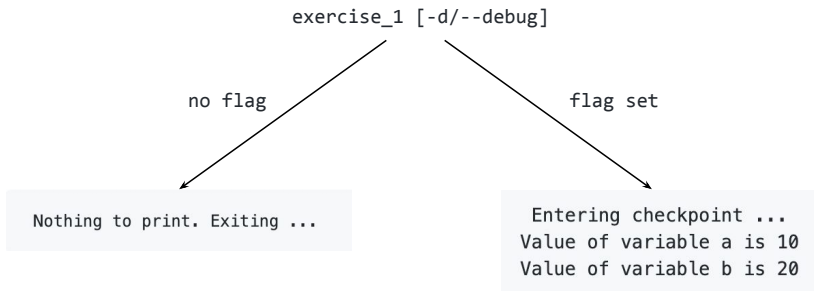 exercise_1 [-d/--debug]
no flag
flag set
Nothing to print. Exiting ...
Entering checkpoint ...
Value of variable a is 10
Value of variable b is 20